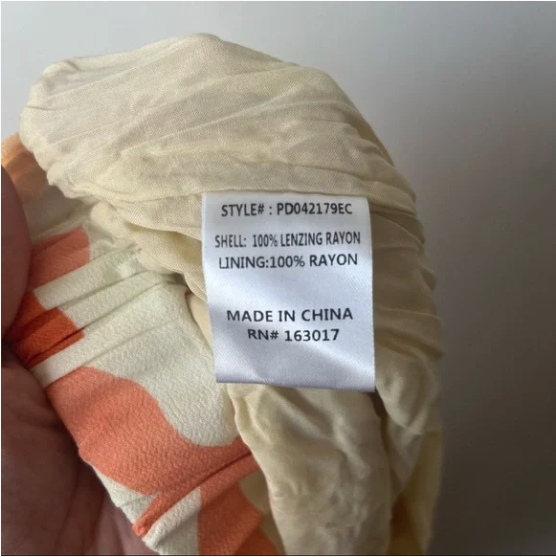 STYLE# : PD042179EC
SHELL: 100% LENZING RAYON
LINING:100% RAYON
MADE IN CHINA
RN# 163017